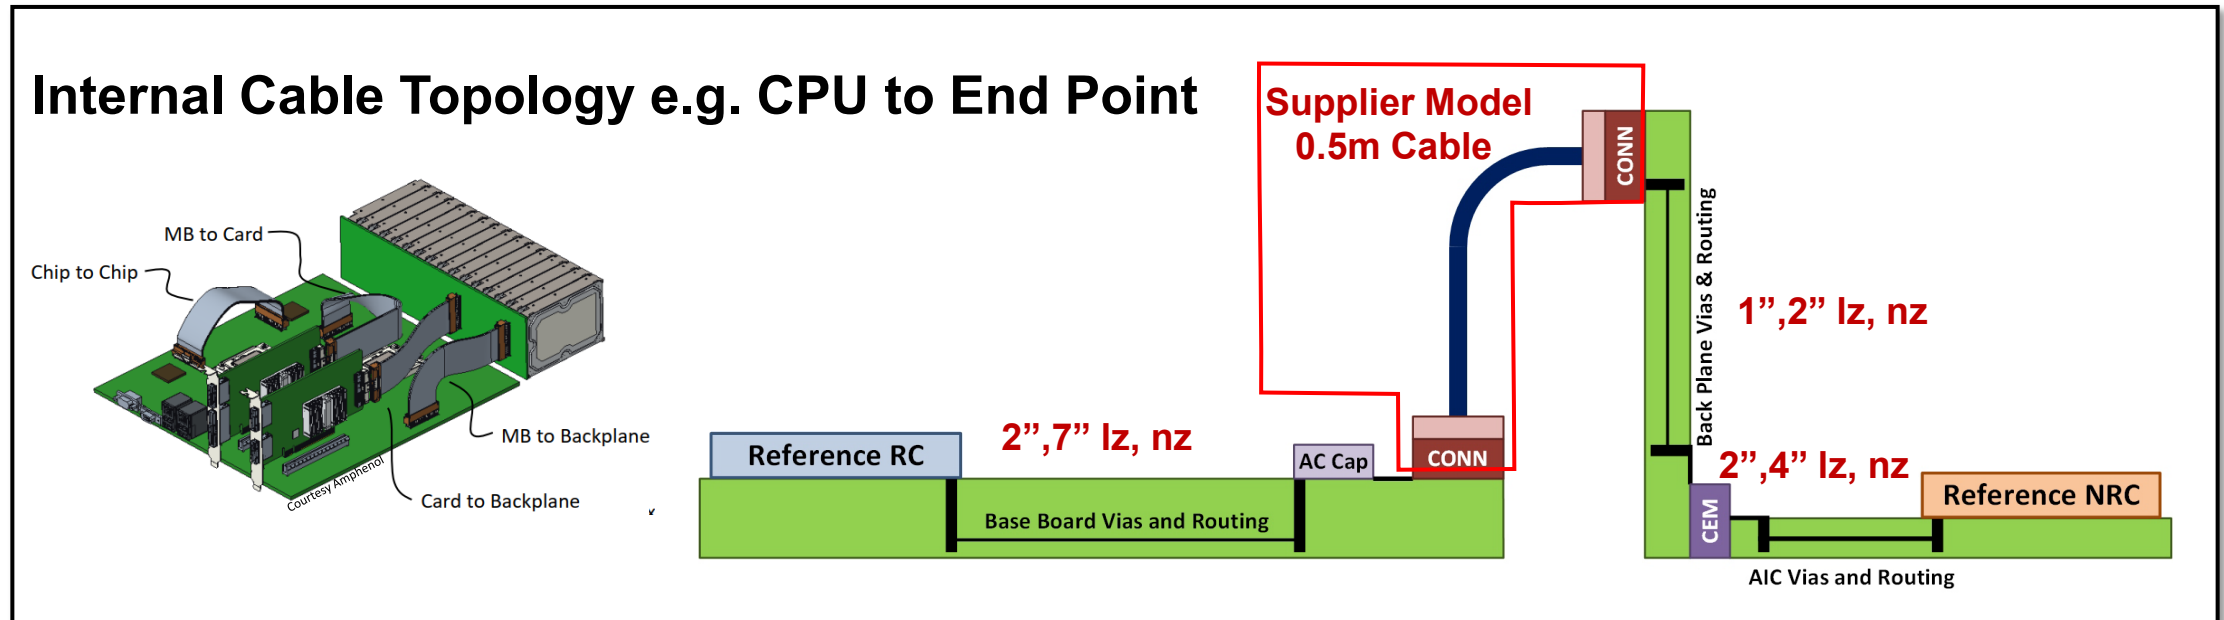 Internal Cable Topology e.g. CPU to End Point
Supplier Model
0.5m Cable
CONN
MB to Card
Chip to Chip
MB to Backplane
Card to Backplane
Courtesy Amphenol
Reference RC
2”,7” lz, nz
AC Cap
CONN
Base Board Vias and Routing
Back Plane Vias & Routing
1”,2” lz, nz
2”,4” lz, nz
CEM
Reference NRC
AIC Vias and Routing